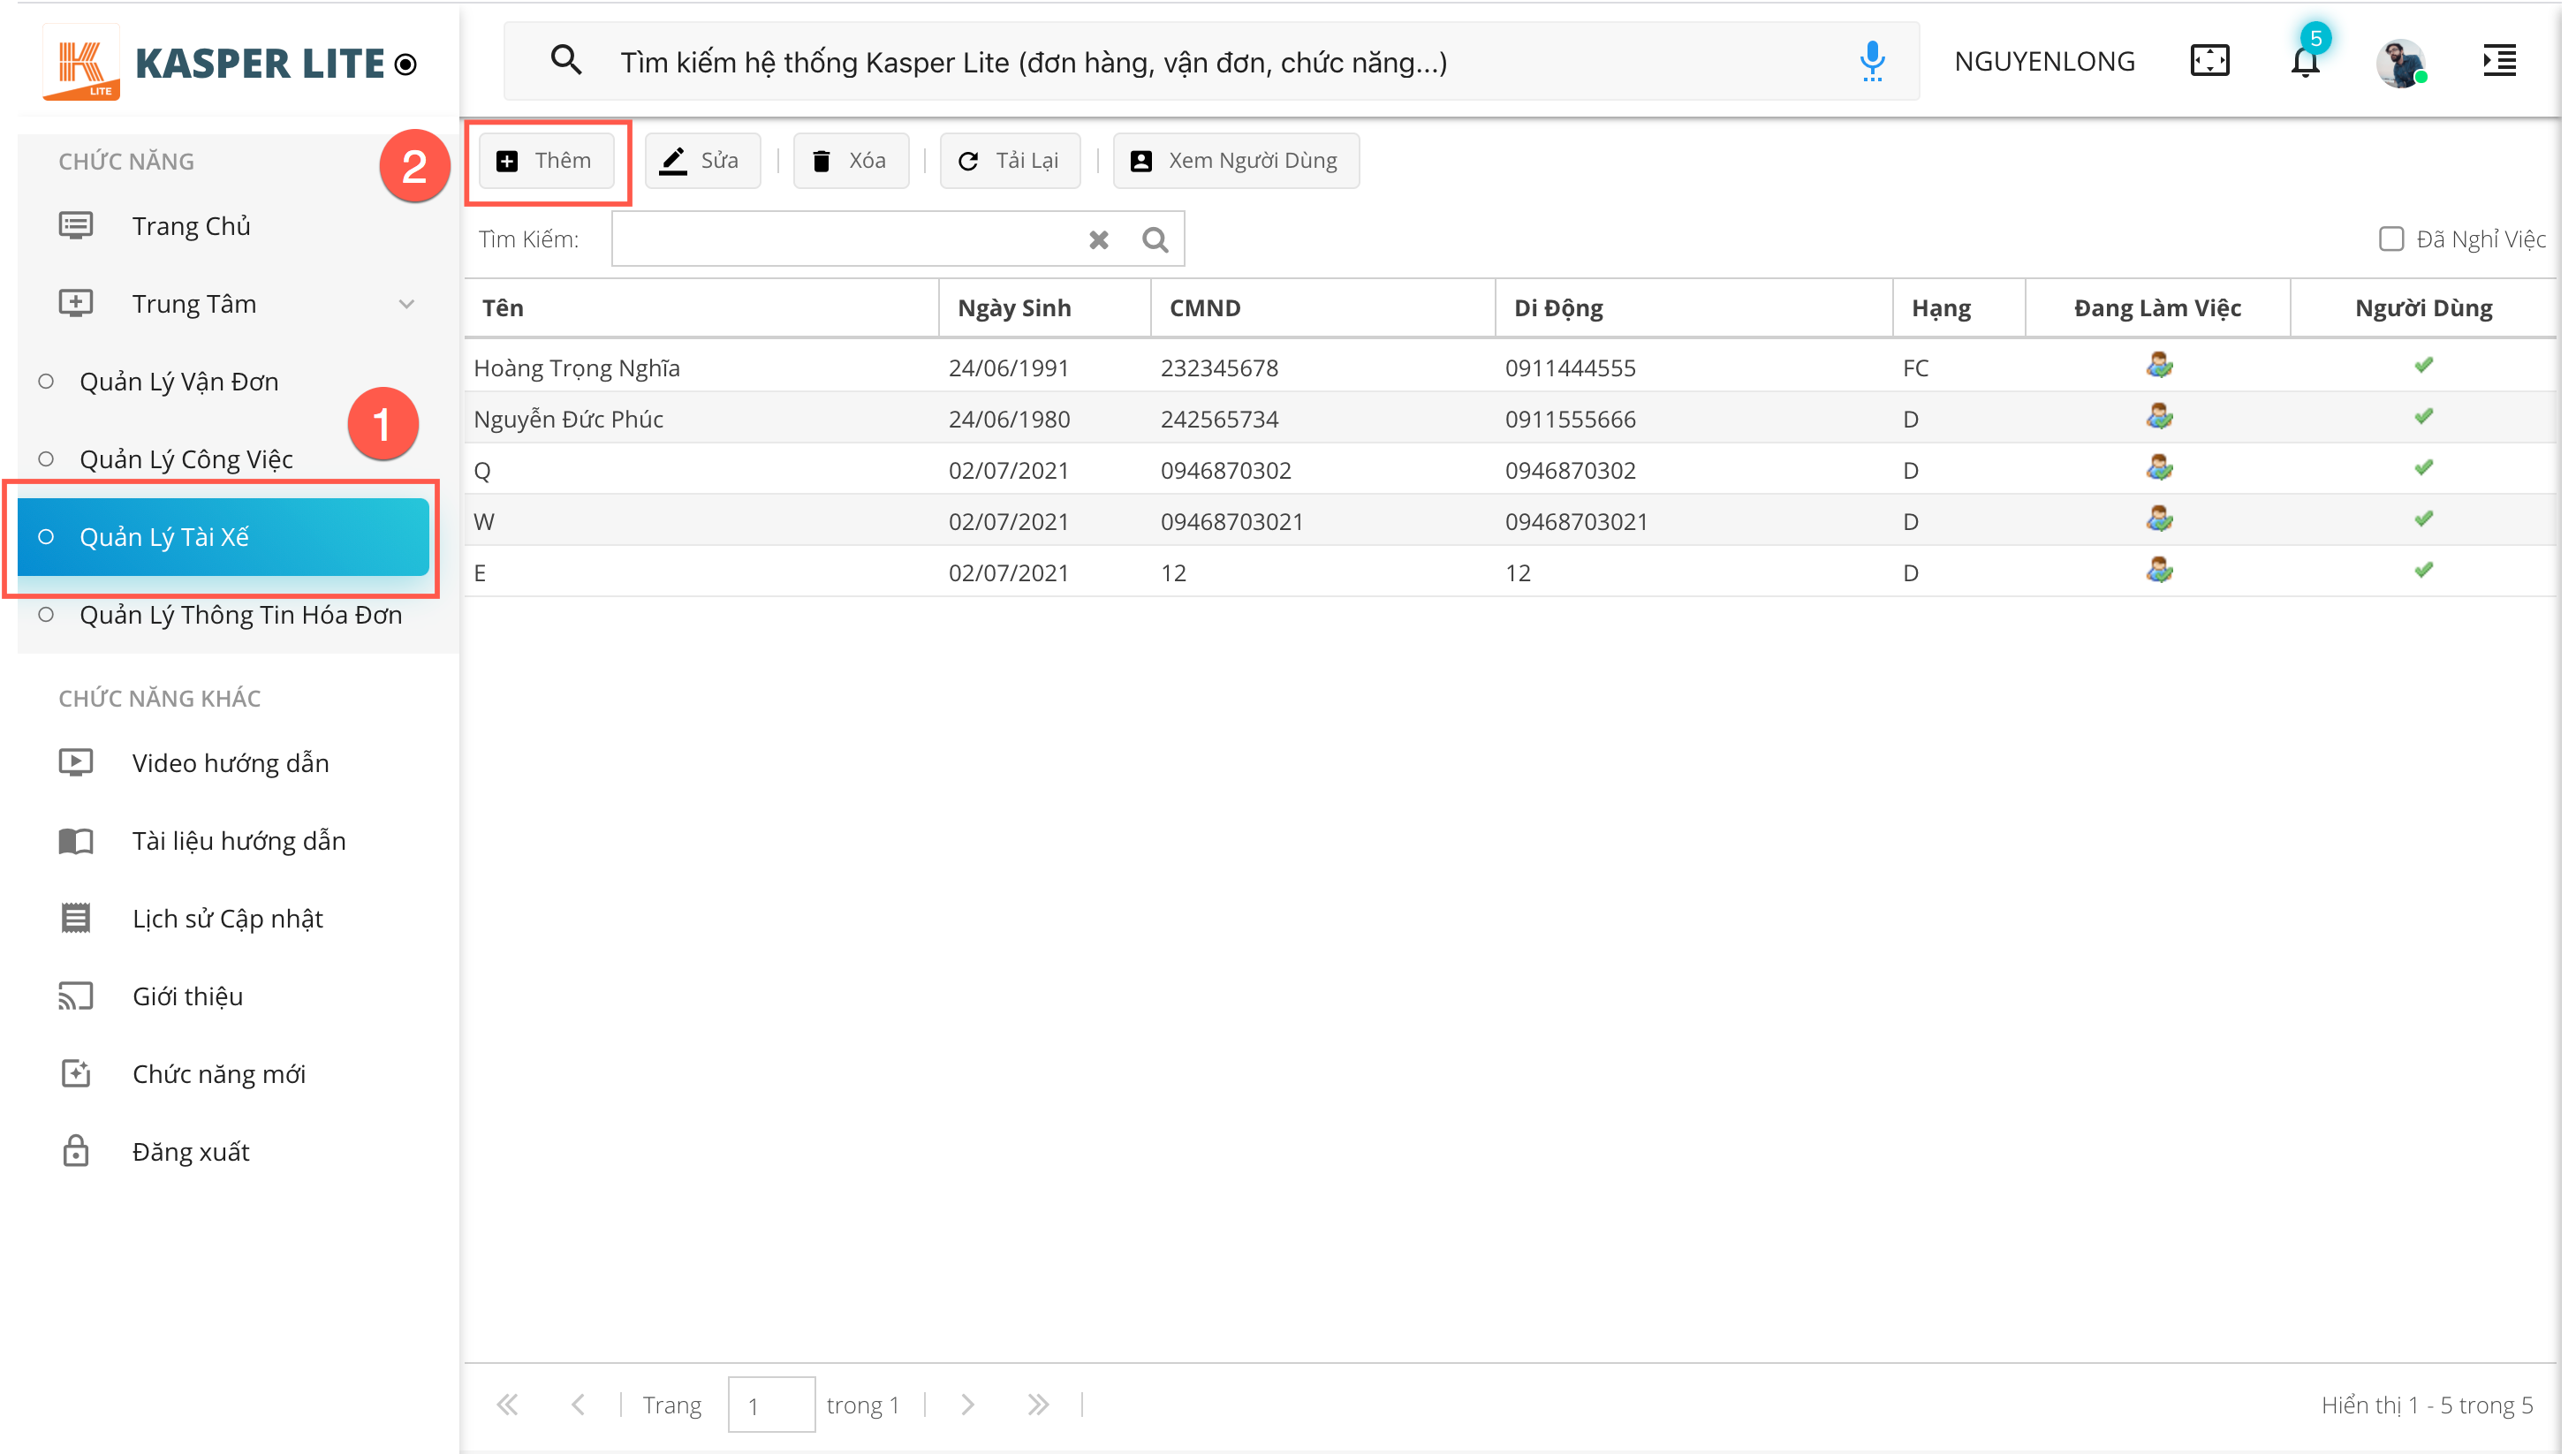 LITE
KASPER LITE
Tìm kiếm hệ thống Kasper Lite (đơn hàng, vận đơn, chức năng...)
NGUYENLONG
5
CHỨC NĂNG
2
Trang Chủ
Trung Tâm
Quản Lý Vận Đơn
1
Quản Lý Công Việc
Quản Lý Tài Xế
Quản Lý Thông Tin Hóa Đơn
CHỨC NĂNG KHÁC
Video hướng dẫn
Tài liệu hướng dẫn
Lịch sử Cập nhật
Giới thiệu
Chức năng mới
Đăng xuất
Thêm Sửa Xóa Tải Lại Xem Người Dùng
Tìm Kiếm: Đã Nghỉ Việc
Tên Ngày Sinh CMND Di Động Hạng Đang Làm Việc Người Dùng
Hoàng Trọng Nghĩa 24/06/1991 232345678 0911444555 FC
Nguyễn Đức Phúc 24/06/1980 242565734 0911555666 D
Q 02/07/2021 0946870302 0946870302 D
W 02/07/2021 09468703021 09468703021 D
E 02/07/2021 12 12 D
Trang 1 trong 1 Hiển thị 1 - 5 trong 5